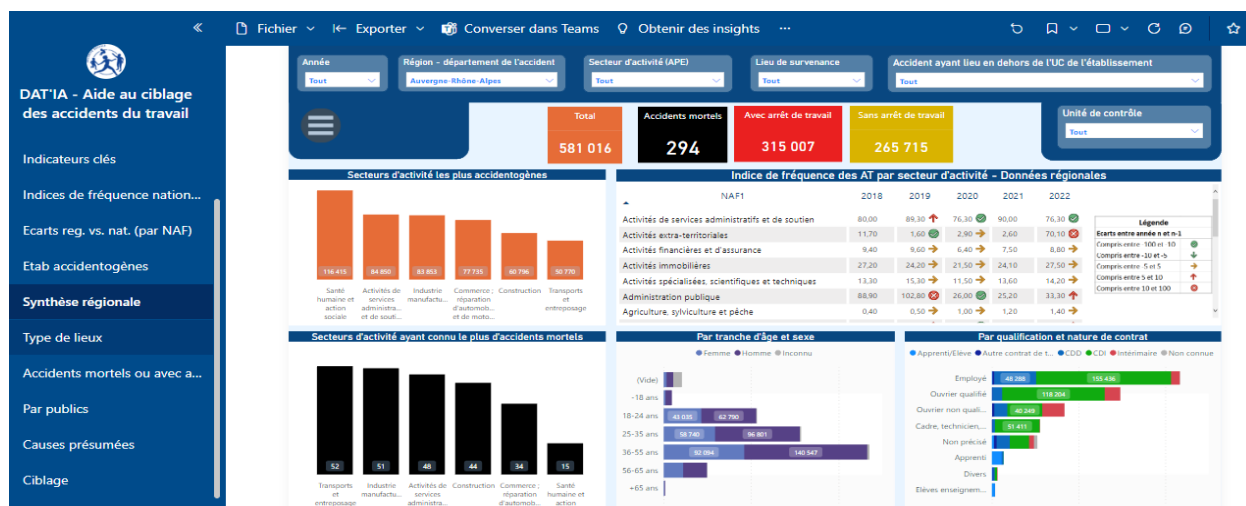 «
Fichier
Exporter
Converser dans Teams
Obtenir des insights
···
DAT'IA - Aide au ciblage
des accidents du travail
Indicateurs clés
Indices de fréquence nation...
Ecarts reg. vs. nat. (par NAF)
Etab accidentogènes
Synthèse régionale
Type de lieux
Accidents mortels ou avec a...
Par publics
Causes présumées
Ciblage
Année
Tout
Région - département de l'accident
Auvergne-Rhône-Alpes
Secteur d'activité (APE)
Tout
Lieu de survenance
Tout
Accident ayant lieu en dehors de l'UC de l'établissement
Tout
Total
581 016
Accidents mortels
294
Avec arrêt de travail
315 007
Sans arrêt de travail
265 715
Unité de contrôle
Tout
Secteurs d'activité les plus accidentogènes
116 415 84 850 83 853 77 735 60 796 50 770
Santé humaine et action sociale
Activités de services administra... et de souti...
Industrie manufactu...
Commerce ; réparation d'automob... et de moto...
Construction
Transports et entreposage
Indice de fréquence des AT par secteur d'activité - Données régionales
NAF1 2018 2019 2020 2021 2022
Activités de services administratifs et de soutien 80,00 89,30 76,30 90,00 76,30
Activités extra-territoriales 11,70 1,60 2,90 2,60 70,10
Activités financières et d'assurance 9,40 9,60 6,40 7,50 8,80
Activités immobilières 27,20 24,20 21,50 24,10 27,50
Activités spécialisées, scientifiques et techniques 13,30 15,30 11,50 13,60 14,20
Administration publique 88,90 102,80 26,00 25,20 33,30
Agriculture, sylviculture et pêche 0,40 0,50 1,00 1,20 1,40
Légende
Ecarts entre année n et n-1
Compris entre -100 et -10
Compris entre -10 et -5
Compris entre -5 et 5
Compris entre 5 et 10
Compris entre 10 et 100
Secteurs d'activité ayant connu le plus d'accidents mortels
52 51 48 44 34 15
Transports et entreposage
Industrie manufactu...
Activités de services administra...
Construction
Commerce ; réparation d'automob...
Santé humaine et action
Par tranche d'âge et sexe
Femme Homme Inconnu
(Vide)
-18 ans
18-24 ans 43 035 62 790
25-35 ans 58 740 96 801
36-55 ans 92 094 140 547
56-65 ans
+65 ans
Par qualification et nature de contrat
Apprenti/Elève Autre contrat de t... CDD CDI Intérimaire Non connue
Employé 48 288 155 436
Ouvrier qualifié 118 204
Ouvrier non quali... 40 249
Cadre, technicien,... 51 411
Non précisé
Apprenti
Divers
Elèves enseignem...